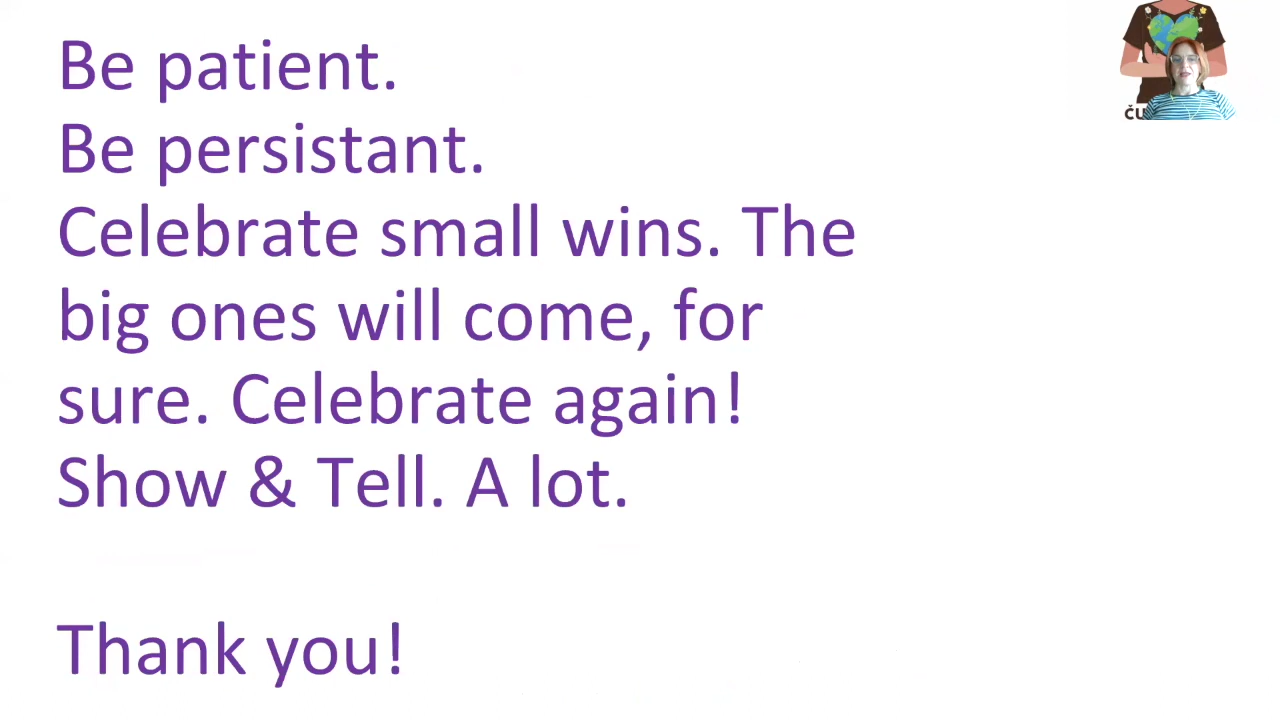 Be patient.
Be persistant.
Celebrate small wins. The
big ones will come, for
sure. Celebrate again!
Show & Tell. A lot.
Thank you!